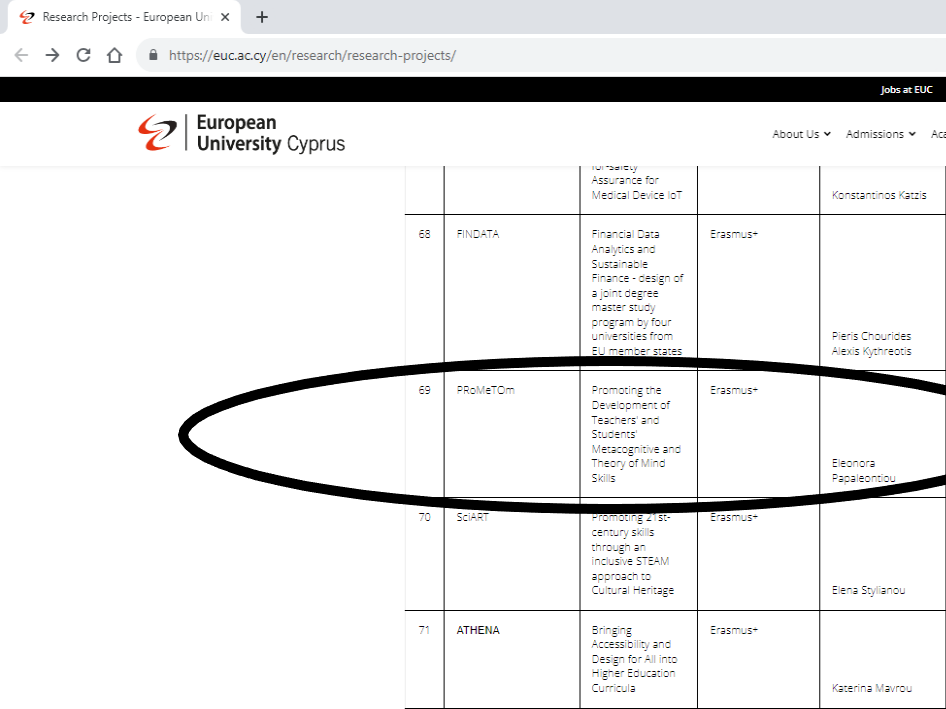 Research Projects - European Un
https://euc.ac.cy/en/research/research-projects/
Jobs at EUC
European
University Cyprus
About Us
Admissions
Aca
for-safety
Assurance for
Medical Device IoT
Konstantinos Katzis
68
FINDATA
Financial Data
Analytics and
Sustainable
Finance - design of
a joint degree
master study
program by four
universities from
EU member states
Erasmus+
Pieris Chourides
Alexis Kythreotis
69
PRoMeTOm
Promoting the
Development of
Teachers' and
Students'
Metacognitive and
Theory of Mind
Skills
Erasmus+
Eleonora
Papaleontiou
70
SciART
Promoting 21st-
century skills
through an
inclusive STEAM
approach to
Cultural Heritage
Erasmus+
Elena Stylianou
71
ATHENA
Bringing
Accessibility and
Design for All into
Higher Education
Curricula
Erasmus+
Katerina Mavrou